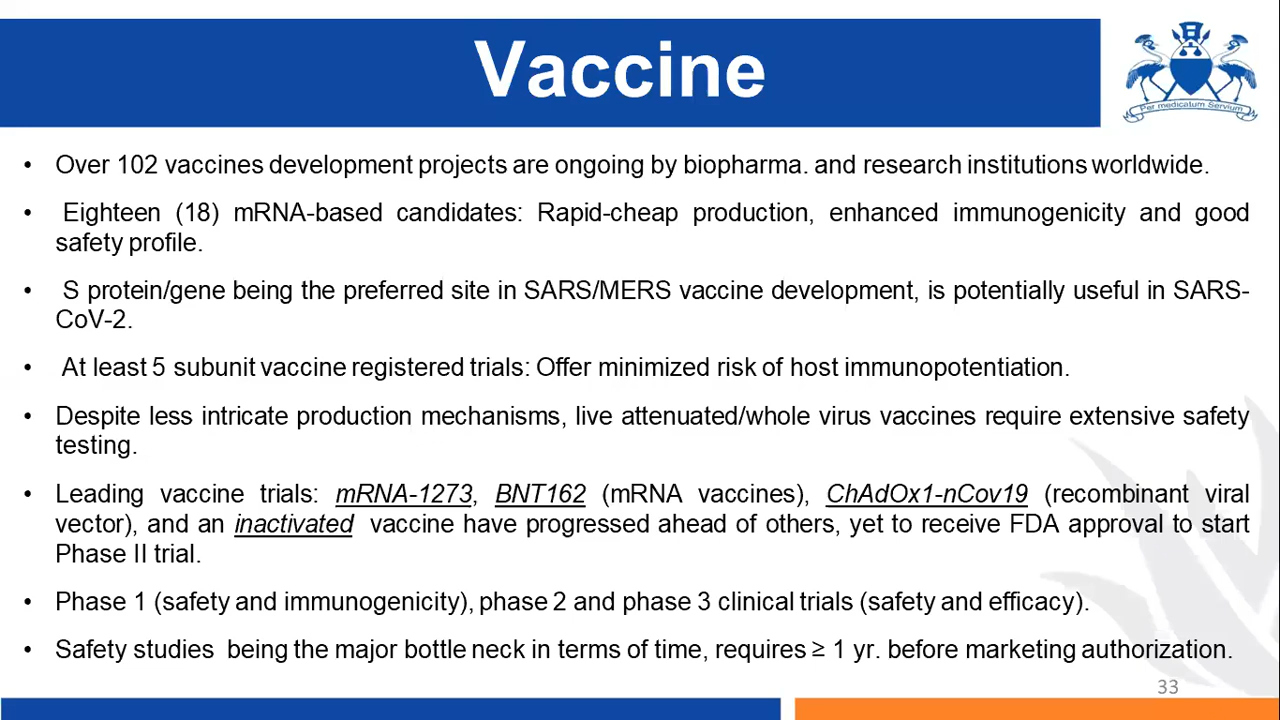 Vaccine
Per medicatum Servium
• Over 102 vaccines development projects are ongoing by biopharma. and research institutions worldwide.
• Eighteen (18) mRNA-based candidates: Rapid-cheap production, enhanced immunogenicity and good
safety profile.
• S protein/gene being the preferred site in SARS/MERS vaccine development, is potentially useful in SARS-
CoV-2.
• At least 5 subunit vaccine registered trials: Offer minimized risk of host immunopotentiation.
• Despite less intricate production mechanisms, live attenuated/whole virus vaccines require extensive safety
testing.
• Leading vaccine trials: mRNA-1273, BNT162 (mRNA vaccines), ChAdOx1-nCov19 (recombinant viral
vector), and an inactivated vaccine have progressed ahead of others, yet to receive FDA approval to start
Phase II trial.
• Phase 1 (safety and immunogenicity), phase 2 and phase 3 clinical trials (safety and efficacy).
• Safety studies being the major bottle neck in terms of time, requires ≥ 1 yr. before marketing authorization.
33